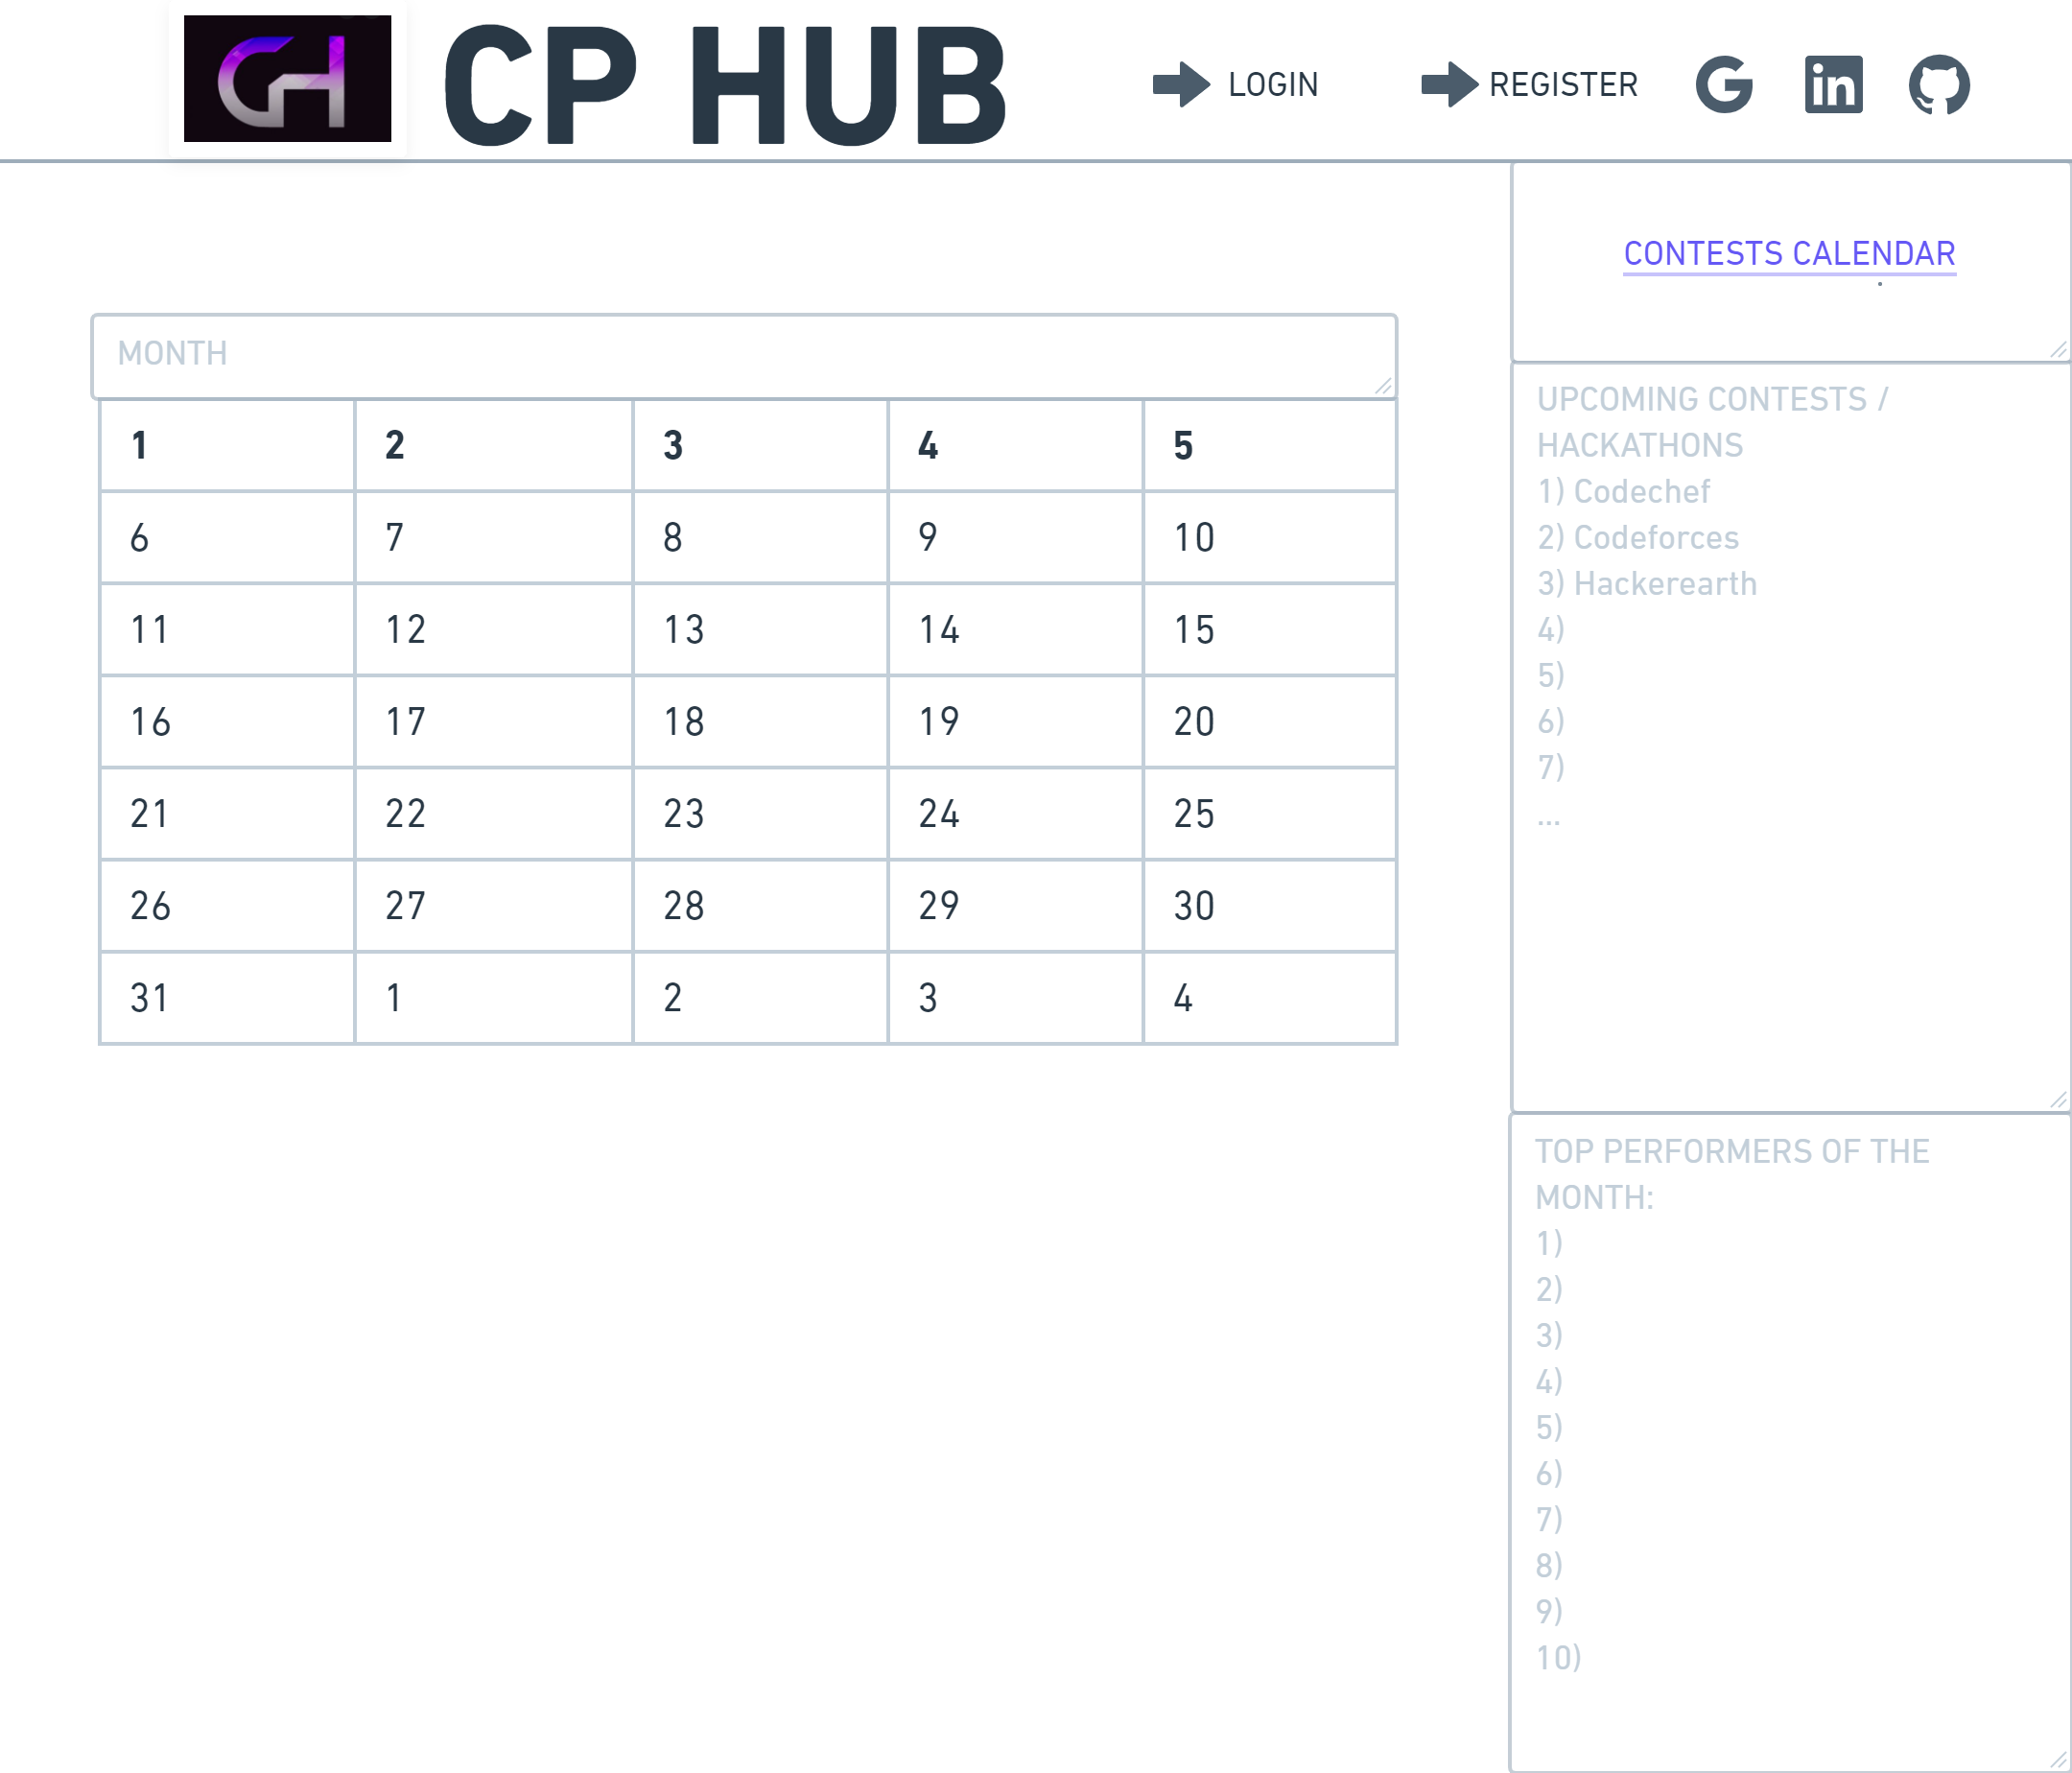 CP HUB
LOGIN
REGISTER
CONTESTS CALENDAR
MONTH
1 2 3 4 5
6 7 8 9 10
11 12 13 14 15
16 17 18 19 20
21 22 23 24 25
26 27 28 29 30
31 1 2 3 4
UPCOMING CONTESTS /
HACKATHONS
1) Codechef
2) Codeforces
3) Hackerearth
4)
5)
6)
7)
...
TOP PERFORMERS OF THE
MONTH:
1)
2)
3)
4)
5)
6)
7)
8)
9)
10)